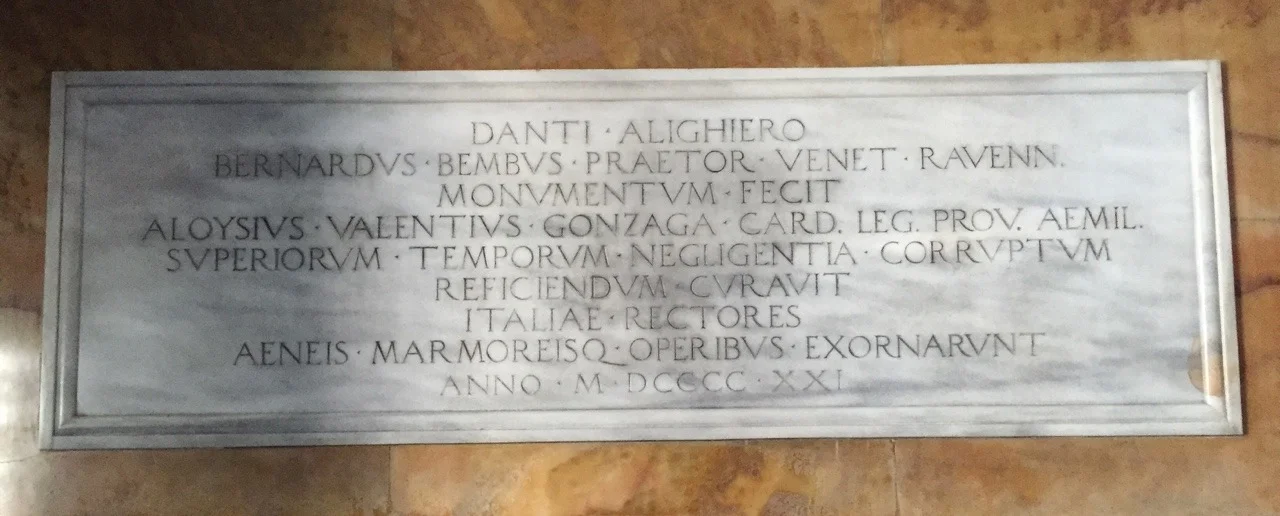 DANTI · ALIGHIERO
BERNARDVS · BEMBVS · PRAETOR · VENET · RAVENN.
MONVMENTVM · FECIT
ALOYSIVS · VALENTIVS · GONZAGA · CARD. LEG. PROV. AEMIL.
SVPERIORVM · TEMPORVM · NEGLIGENTIA · CORRVPTVM
REFICIENDVM · CVRAVIT
ITALIAE · RECTORES
AENEIS · MARMOREISQ · OPERIBVS · EXORNARVNT
ANNO · M · DCCCC · XXI